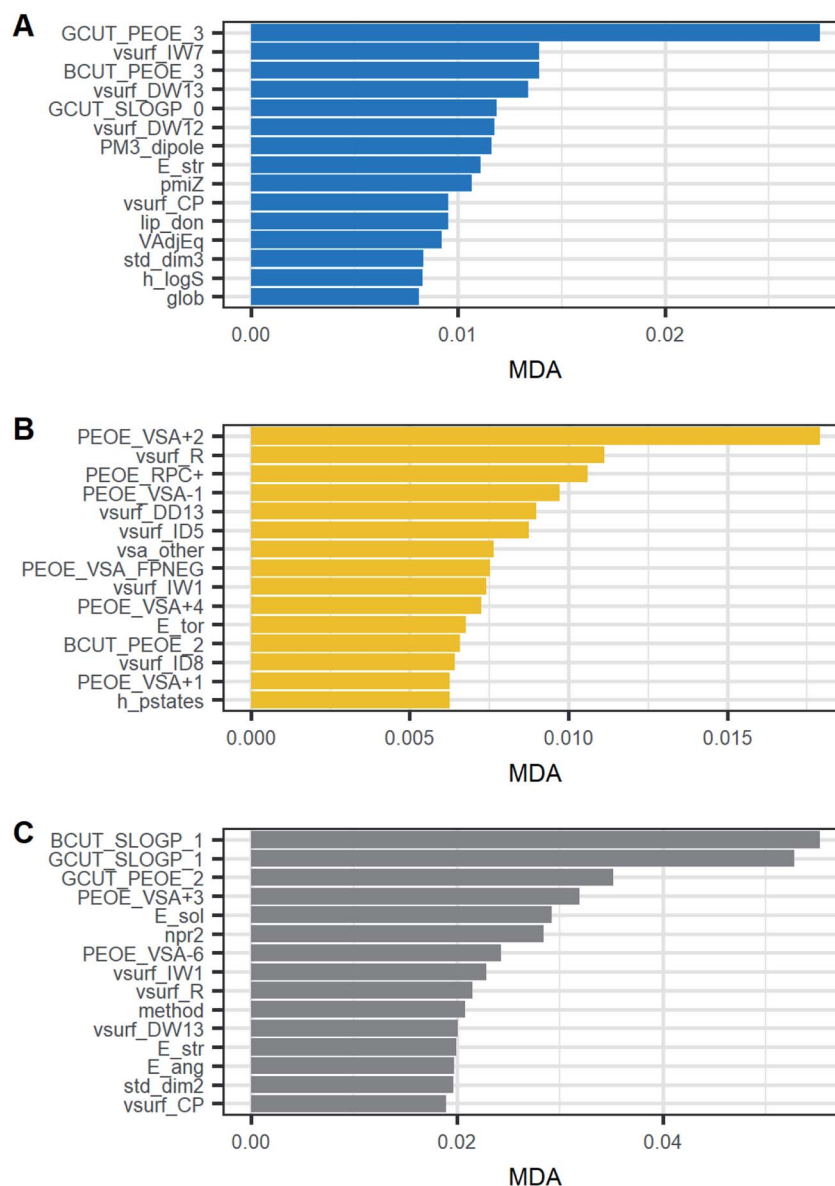 A
GCUT_PEOE_3
vsurf_IW7
BCUT_PEOE_3
vsurf_DW13
GCUT_SLOGP_0
vsurf_DW12
PM3_dipole
E_str
pmiZ
vsurf_CP
lip_don
VAdjEq
std_dim3
h_logS
glob
0.00 0.01 0.02
MDA
B
PEOE_VSA+2
vsurf_R
PEOE_RPC+
PEOE_VSA-1
vsurf_DD13
vsurf_ID5
vsa_other
PEOE_VSA_FPNEG
vsurf_IW1
PEOE_VSA+4
E_tor
BCUT_PEOE_2
vsurf_ID8
PEOE_VSA+1
h_pstates
0.000 0.005 0.010 0.015
MDA
C
BCUT_SLOGP_1
GCUT_SLOGP_1
GCUT_PEOE_2
PEOE_VSA+3
E_sol
npr2
PEOE_VSA-6
vsurf_IW1
vsurf_R
method
vsurf_DW13
E_str
E_ang
std_dim2
vsurf_CP
0.00 0.02 0.04
MDA